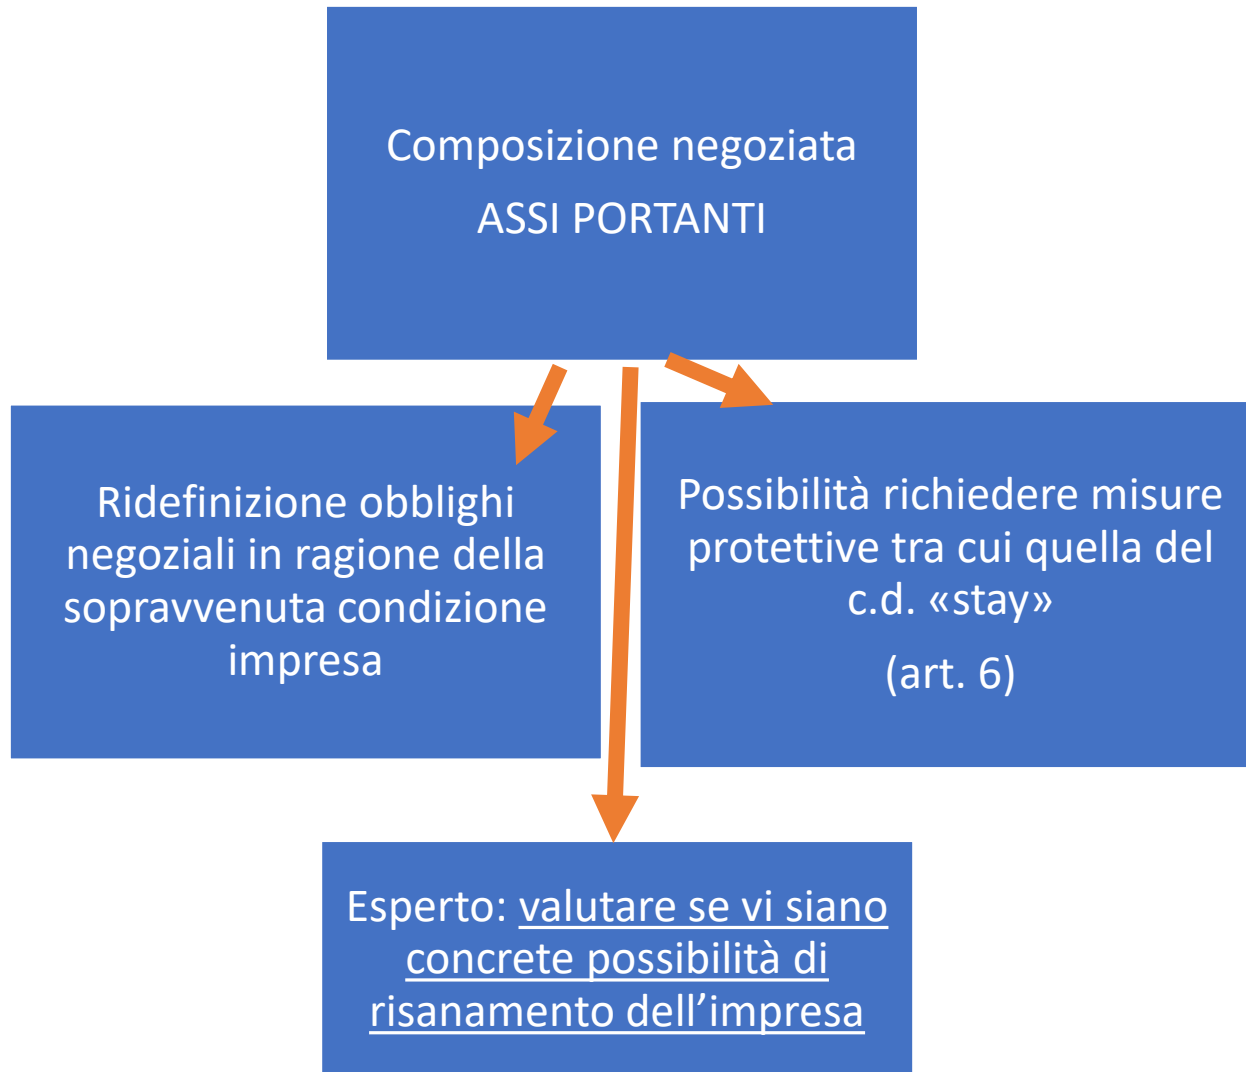 Composizione negoziata
ASSI PORTANTI
Ridefinizione obblighi
negoziali in ragione della
sopravvenuta condizione
impresa
Possibilità richiedere misure
protettive tra cui quella del
c.d. «stay»
(art. 6)
Esperto: valutare se vi siano
concrete possibilità di
risanamento dell’impresa